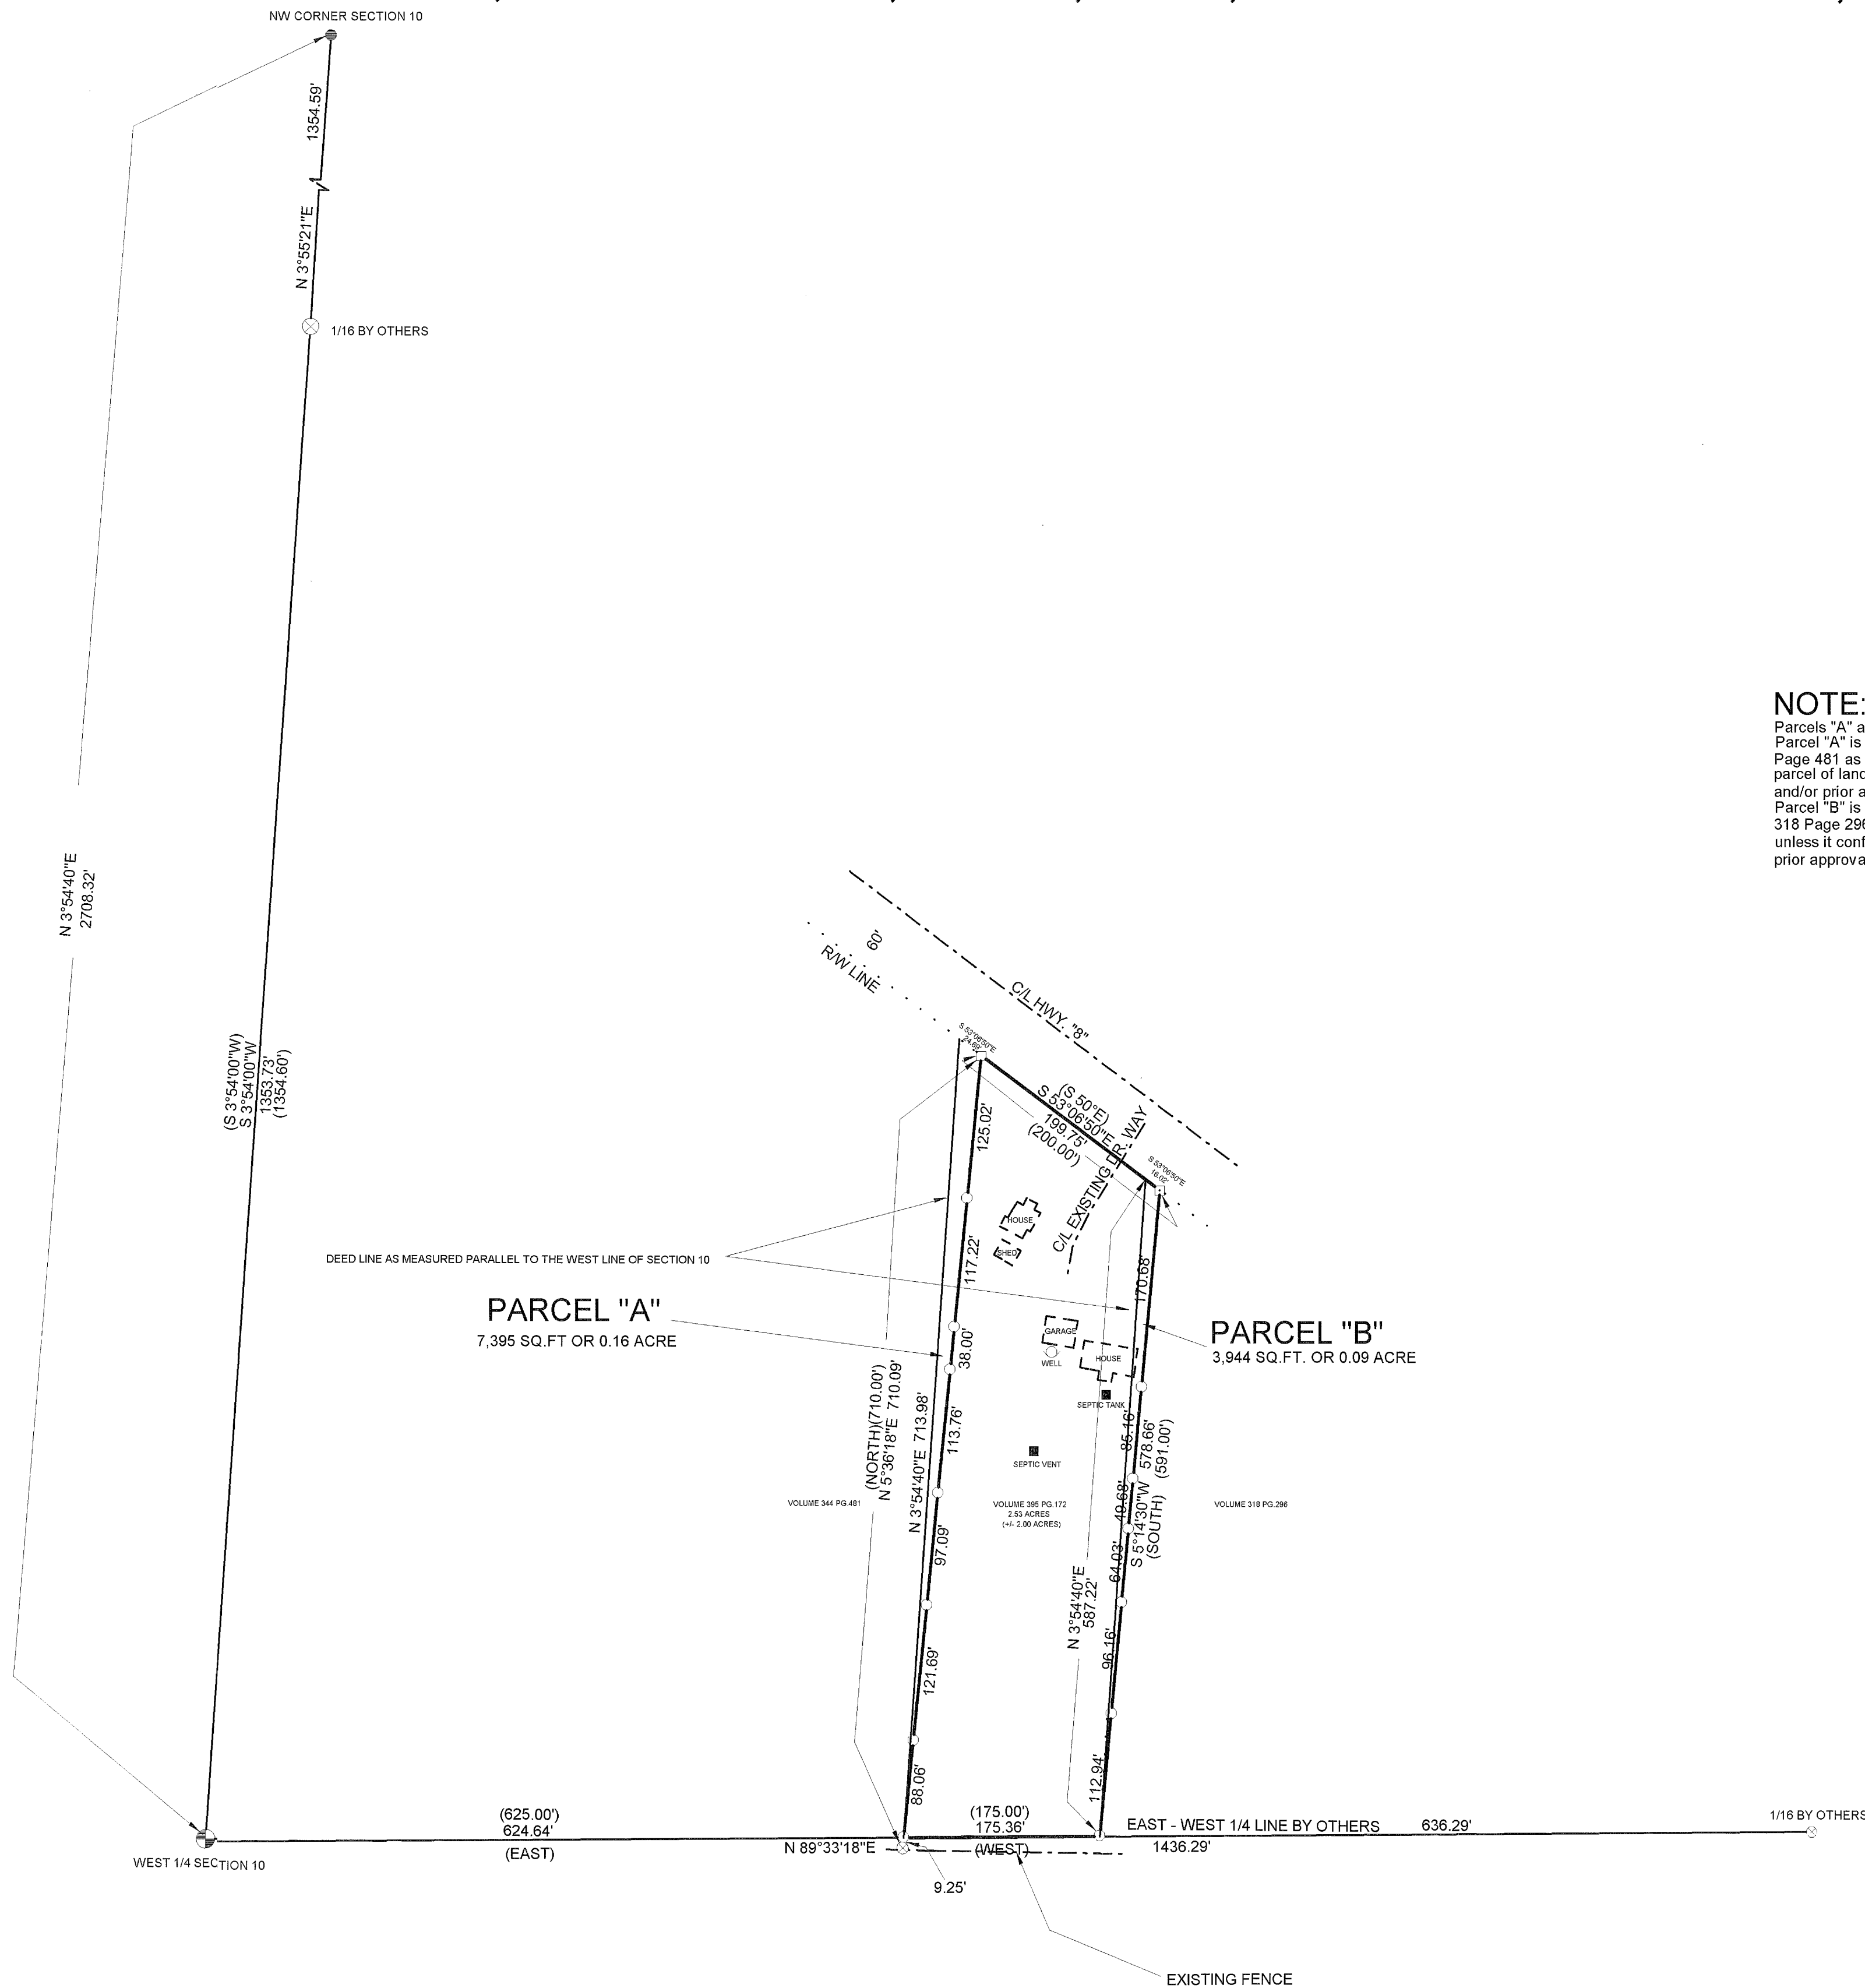 NW CORNER SECTION 10
1354.59'
N 3°55'21"E
1/16 BY OTHERS
N 3°54'40"E
2708.32'
(S 3°54'00"W)
S 3°54'00"W
1353.73'
(1354.60')
NOTE:
Parcels "A" a
Parcel "A" is
Page 481 as
parcel of land
and/or prior a
Parcel "B" is
318 Page 296
unless it conf
prior approva
60'
R/W LINE
C/L HWY. "8"
S 53°06'50"E
24.69'
(S 50°E)
S 53°06'50"E
199.75'
(200.00')
C/L EXISTING DR. WAY
S 53°06'50"E
16.02'
125.02'
117.22'
38.00'
113.76'
97.09'
121.69'
88.06'
HOUSE
SHED
DEED LINE AS MEASURED PARALLEL TO THE WEST LINE OF SECTION 10
PARCEL "A"
7,395 SQ.FT OR 0.16 ACRE
GARAGE
WELL
HOUSE
SEPTIC TANK
SEPTIC VENT
PARCEL "B"
3,944 SQ.FT. OR 0.09 ACRE
(NORTH)(710.00')
N 5°36'18"E 710.09'
N 3°54'40"E 713.98'
170.68'
85.16'
49.68'
64.03'
96.16'
112.94'
S 5°14'30"W 578.66'
(SOUTH) (591.00')
N 3°54'40"E
587.22'
VOLUME 344 PG.481
VOLUME 395 PG.172
2.53 ACRES
(+/- 2.00 ACRES)
VOLUME 318 PG.296
(625.00')
624.64'
(EAST)
WEST 1/4 SECTION 10
N 89°33'18"E
(175.00')
175.36'
(WEST)
9.25'
EAST - WEST 1/4 LINE BY OTHERS
636.29'
1436.29'
1/16 BY OTHERS
EXISTING FENCE